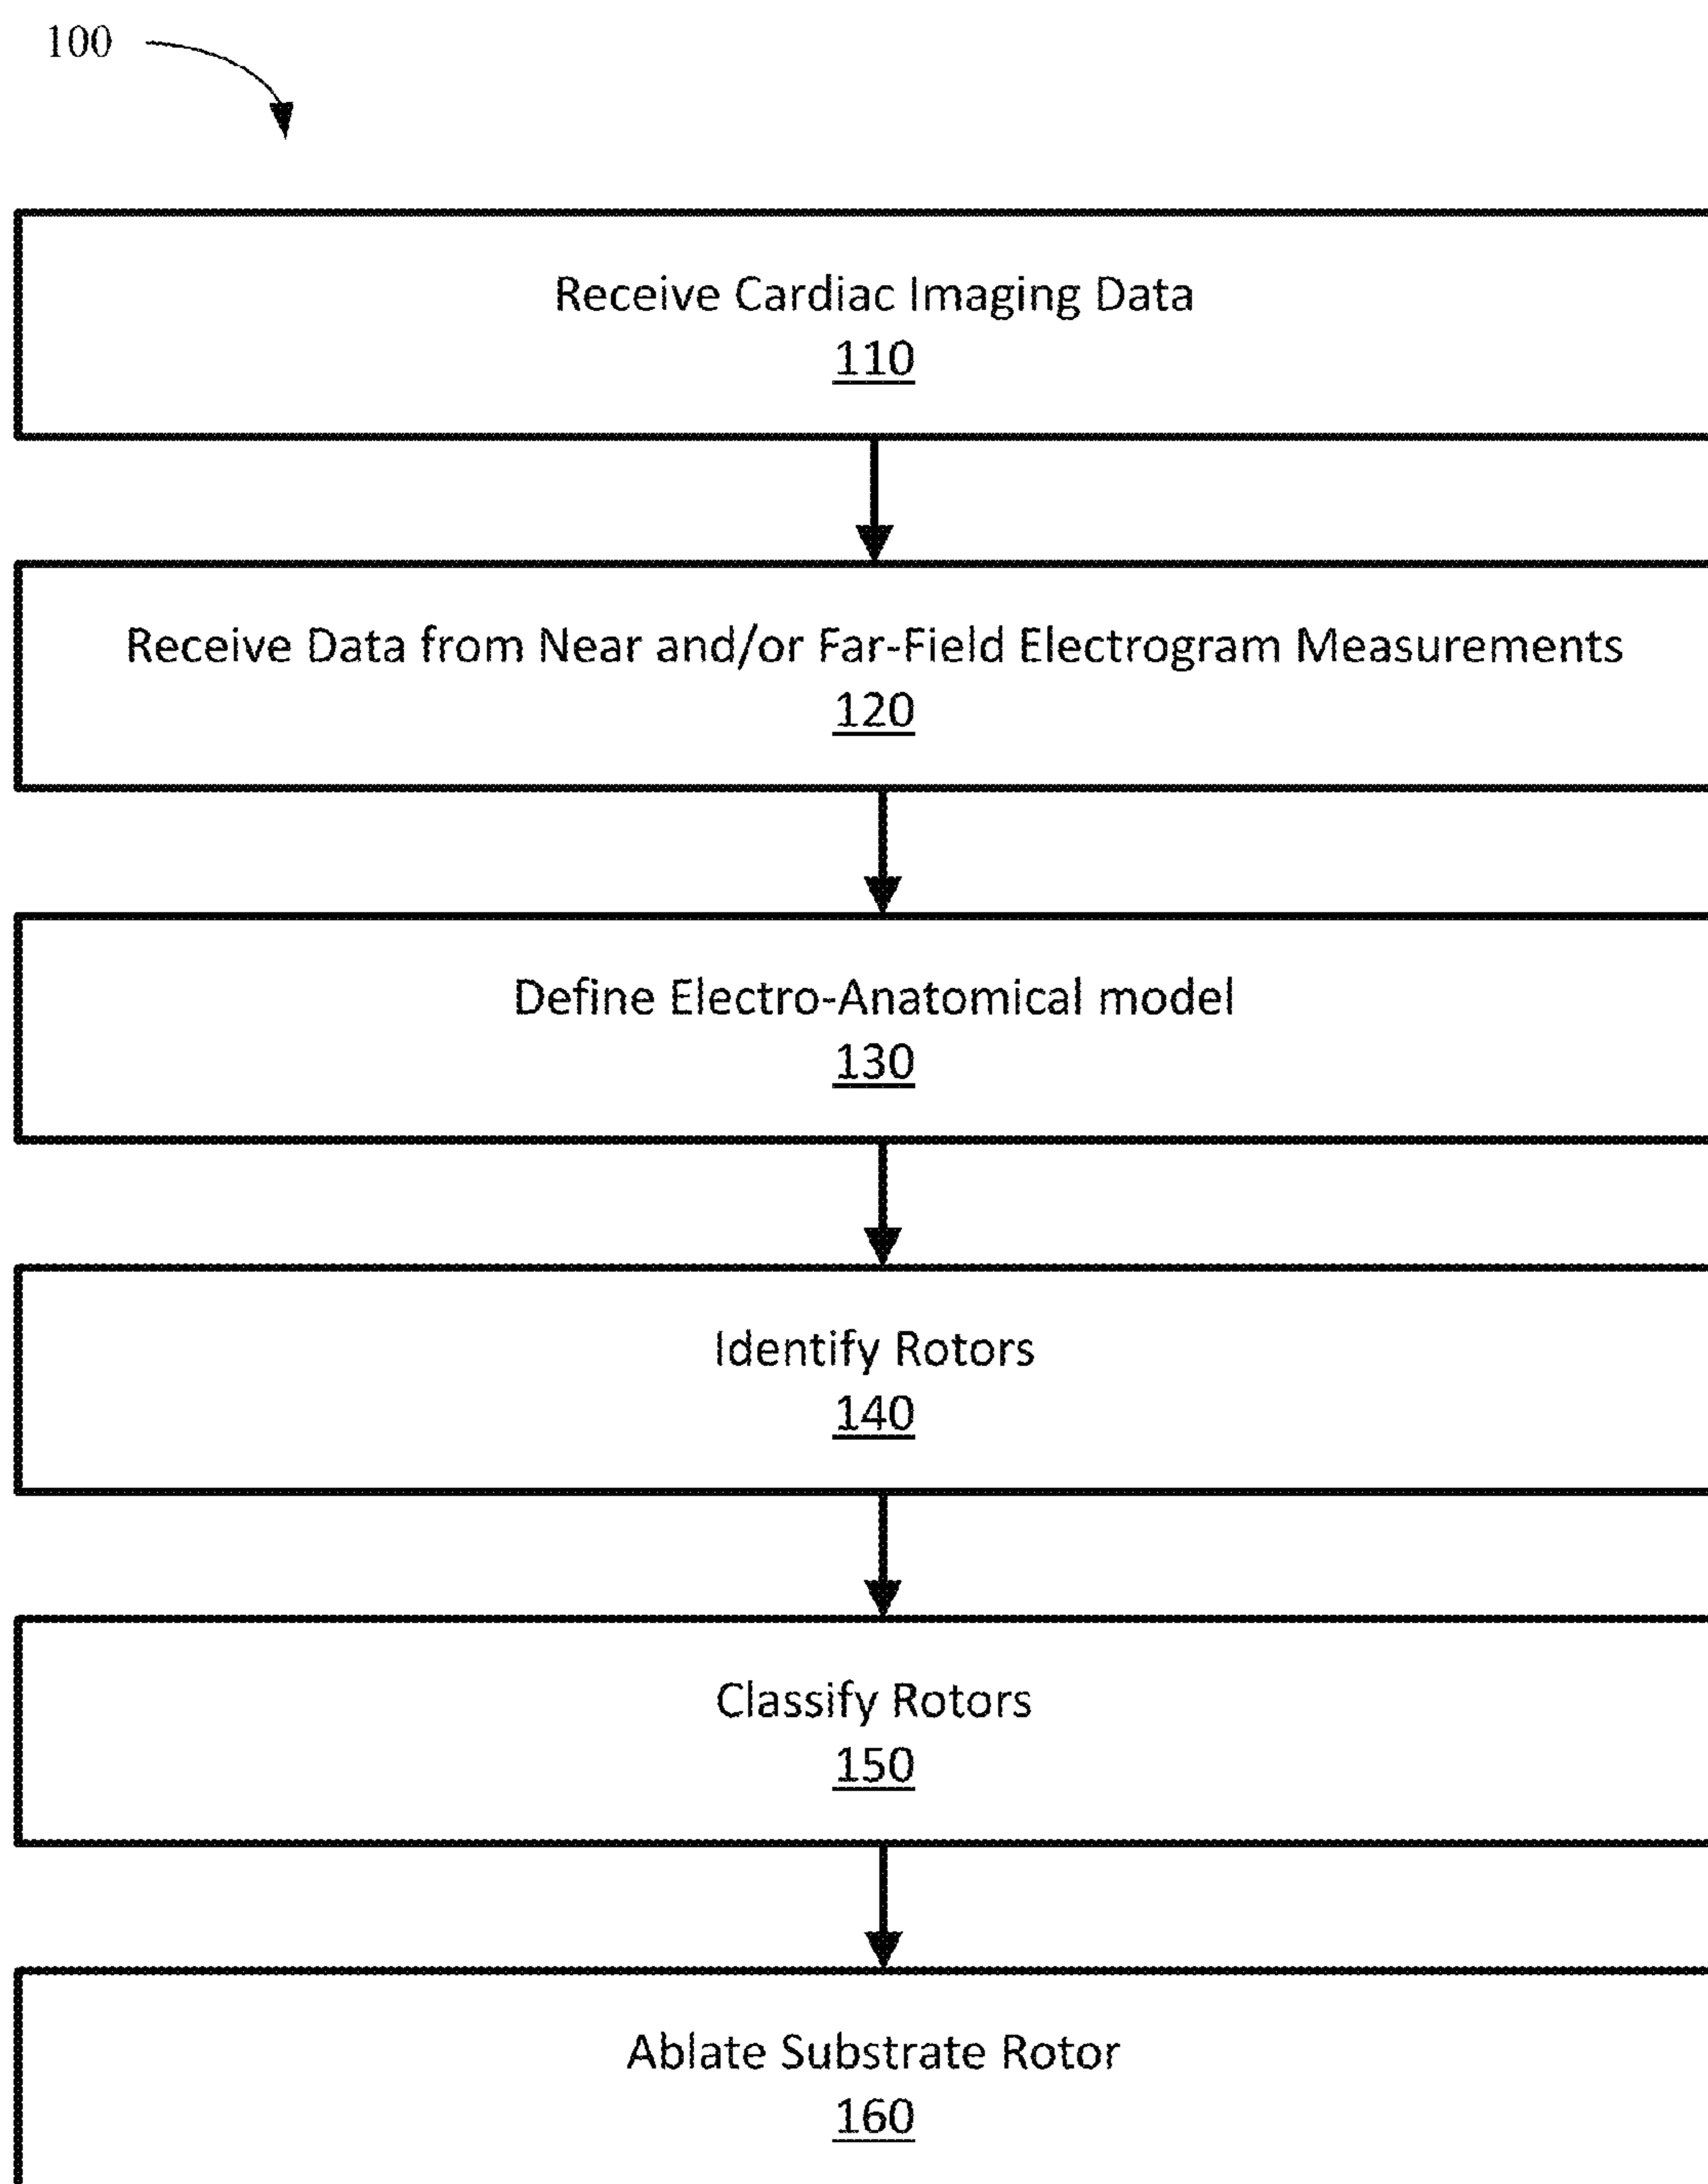 100
Receive Cardiac Imaging Data
110
Receive Data from Near and/or Far-Field Electrogram Measurements
120
Define Electro-Anatomical model
130
Identify Rotors
140
Classify Rotors
150
Ablate Substrate Rotor
160